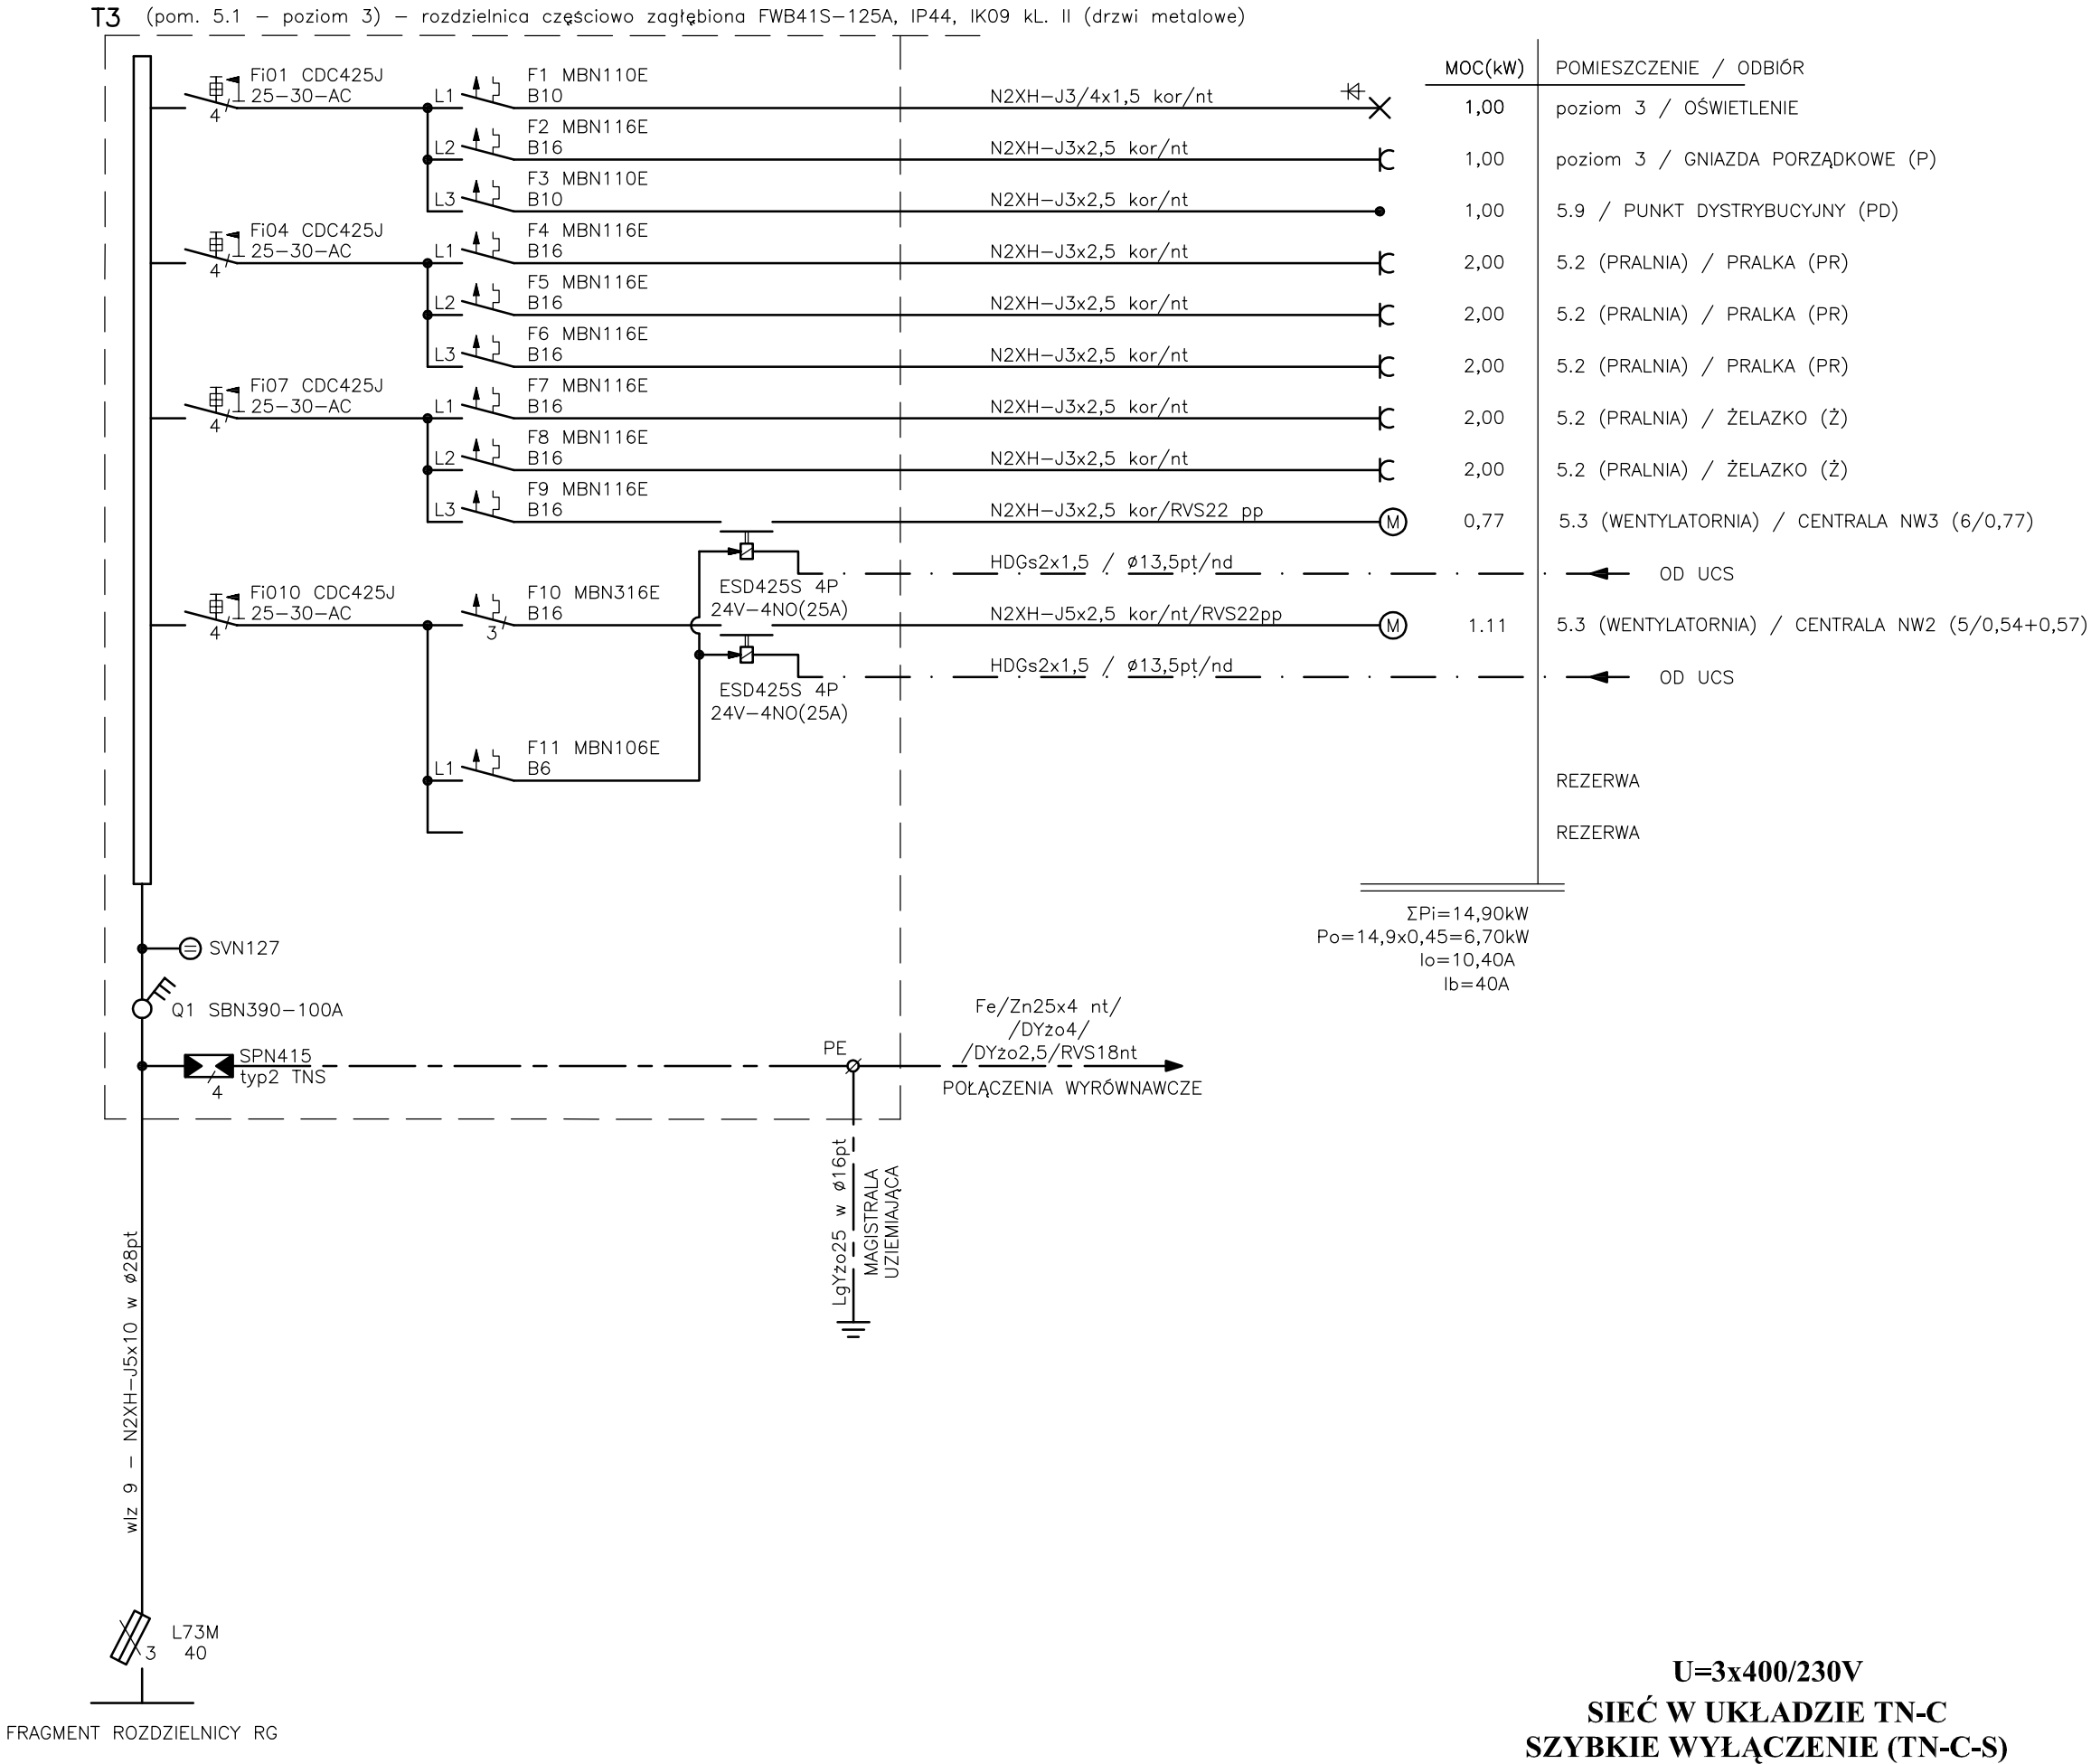 T3 (pom. 5.1 – poziom 3) – rozdzielnica częściowo zagłębiona FWB41S–125A, IP44, IK09 kL. II (drzwi metalowe)
MOC(kW) POMIESZCZENIE / ODBIÓR
Fi01 CDC425J
25–30–AC
4
L1
F1 MBN110E
B10
N2XH–J3/4x1,5 kor/nt
1,00
poziom 3 / OŚWIETLENIE
L2
F2 MBN116E
B16
N2XH–J3x2,5 kor/nt
1,00
poziom 3 / GNIAZDA PORZĄDKOWE (P)
L3
F3 MBN110E
B10
N2XH–J3x2,5 kor/nt
1,00
5.9 / PUNKT DYSTRYBUCYJNY (PD)
Fi04 CDC425J
25–30–AC
4
L1
F4 MBN116E
B16
N2XH–J3x2,5 kor/nt
2,00
5.2 (PRALNIA) / PRALKA (PR)
L2
F5 MBN116E
B16
N2XH–J3x2,5 kor/nt
2,00
5.2 (PRALNIA) / PRALKA (PR)
L3
F6 MBN116E
B16
N2XH–J3x2,5 kor/nt
2,00
5.2 (PRALNIA) / PRALKA (PR)
Fi07 CDC425J
25–30–AC
4
L1
F7 MBN116E
B16
N2XH–J3x2,5 kor/nt
2,00
5.2 (PRALNIA) / ŻELAZKO (Ż)
L2
F8 MBN116E
B16
N2XH–J3x2,5 kor/nt
2,00
5.2 (PRALNIA) / ŻELAZKO (Ż)
L3
F9 MBN116E
B16
N2XH–J3x2,5 kor/RVS22 pp
M
0,77
5.3 (WENTYLATORNIA) / CENTRALA NW3 (6/0,77)
HDGs2x1,5 / ø13,5pt/nd
OD UCS
ESD425S 4P
24V–4NO(25A)
Fi010 CDC425J
25–30–AC
4
F10 MBN316E
B16
3
N2XH–J5x2,5 kor/nt/RVS22pp
M
1.11
5.3 (WENTYLATORNIA) / CENTRALA NW2 (5/0,54+0,57)
HDGs2x1,5 / ø13,5pt/nd
OD UCS
ESD425S 4P
24V–4NO(25A)
L1
F11 MBN106E
B6
REZERWA
REZERWA
ΣPi=14,90kW
Po=14,9x0,45=6,70kW
Io=10,40A
Ib=40A
SVN127
Q1 SBN390–100A
SPN415
typ2 TNS
4
PE
Fe/Zn25x4 nt/
/DYżo4/
/DYżo2,5/RVS18nt
POŁĄCZENIA WYRÓWNAWCZE
LgYżo25 w ø16pt
MAGISTRALA
UZIEMIAJĄCA
wlz 9 – N2XH–J5x10 w ø28pt
L73M
40
3
FRAGMENT ROZDZIELNICY RG
U=3x400/230V
SIEĆ W UKŁADZIE TN-C
SZYBKIE WYŁĄCZENIE (TN-C-S)